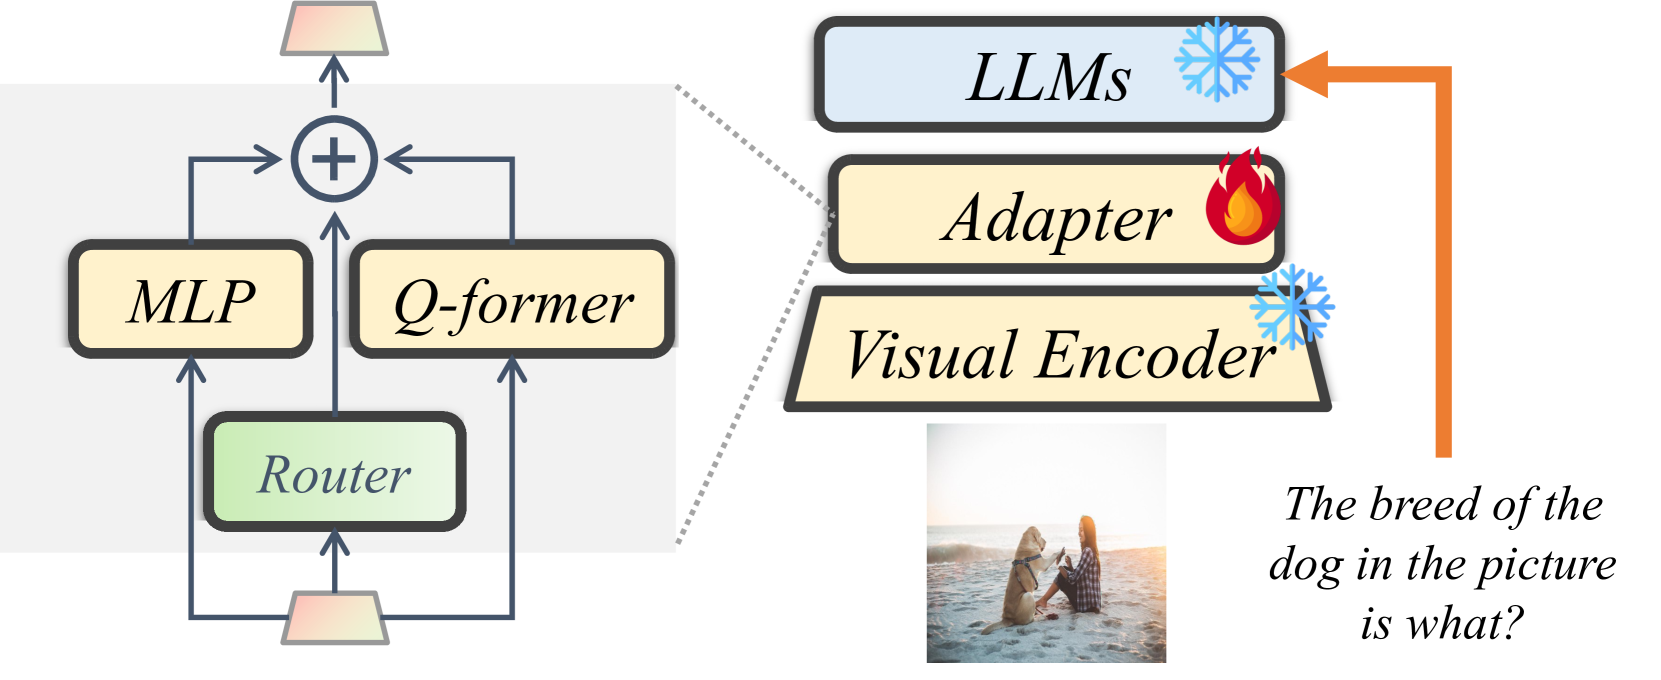 MLP
Q-former
Router
LLMs
Adapter
Visual Encoder
The breed of the
dog in the picture
is what?